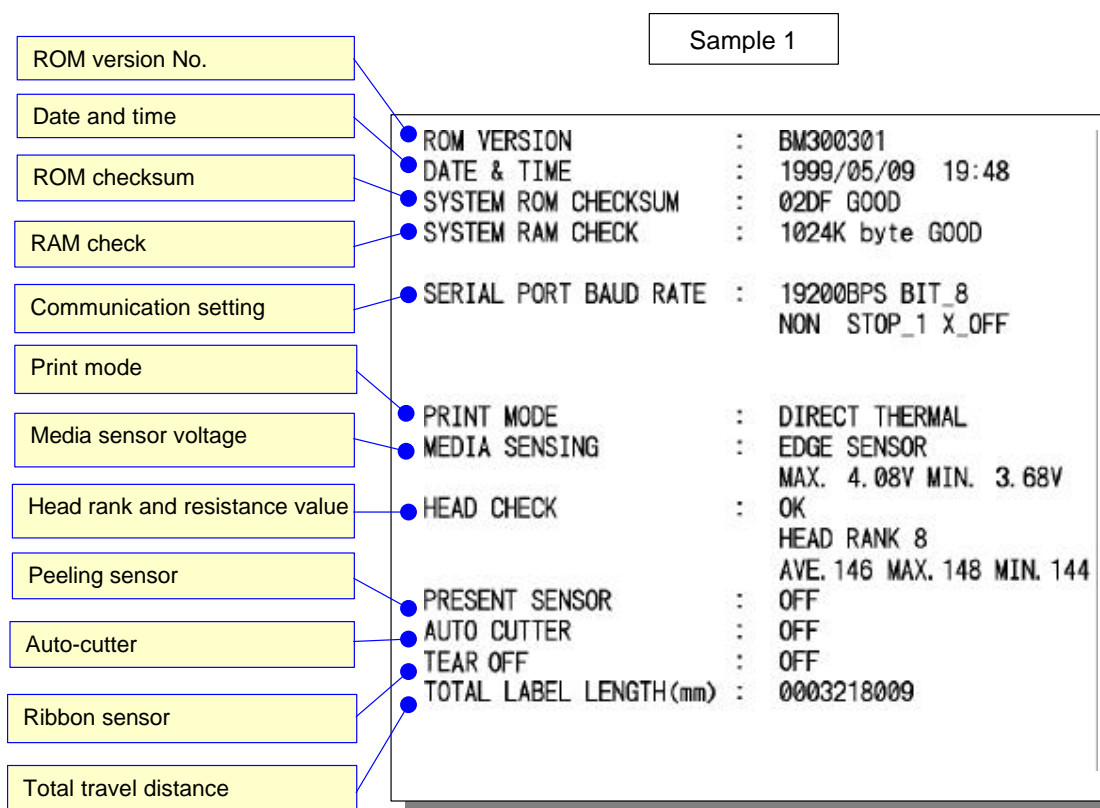 Sample 1
ROM version No.
Date and time
ROM checksum
RAM check
Communication setting
Print mode
Media sensor voltage
Head rank and resistance value
Peeling sensor
Auto-cutter
Ribbon sensor
Total travel distance
ROM VERSION : BM300301
DATE & TIME : 1999/05/09 19:48
SYSTEM ROM CHECKSUM : 02DF GOOD
SYSTEM RAM CHECK : 1024K byte GOOD
SERIAL PORT BAUD RATE : 19200BPS BIT_8
NON STOP_1 X_OFF
PRINT MODE : DIRECT THERMAL
MEDIA SENSING : EDGE SENSOR
MAX. 4.08V MIN. 3.68V
HEAD CHECK : OK
HEAD RANK 8
AVE.146 MAX.148 MIN.144
PRESENT SENSOR : OFF
AUTO CUTTER : OFF
TEAR OFF : OFF
TOTAL LABEL LENGTH(mm) : 0003218009